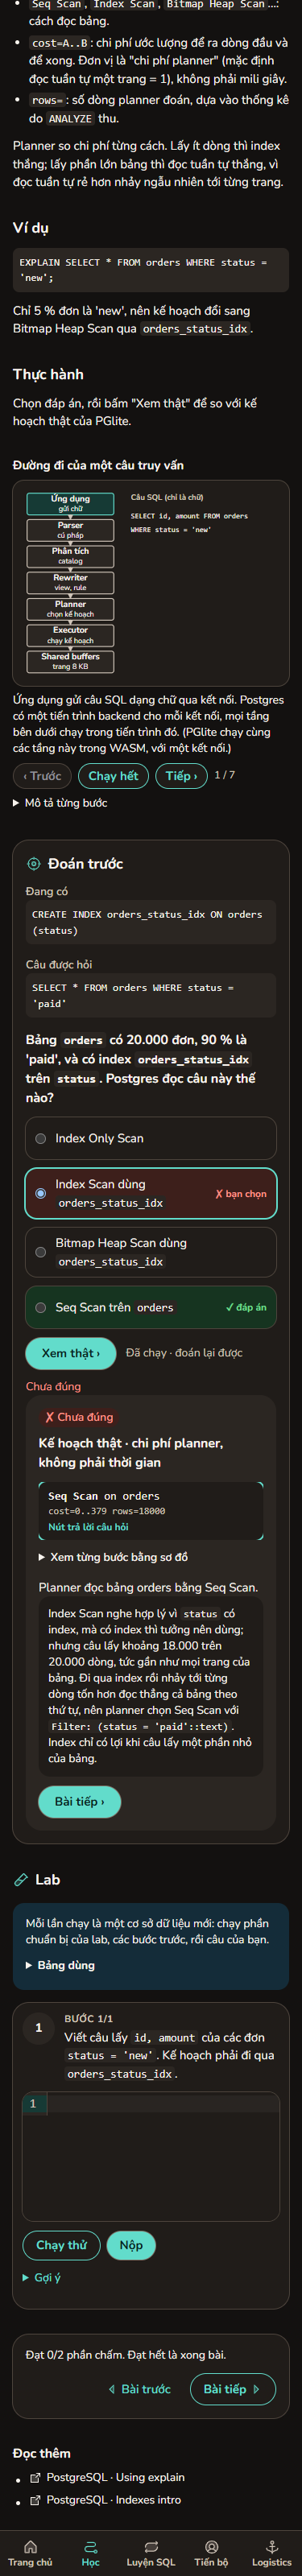 Seq Scan, Index Scan, Bitmap Heap Scan…:
cách đọc bảng.
cost=A..B: chi phí ước lượng để ra dòng đầu và
để xong. Đơn vị là "chi phí planner" (mặc định
đọc tuần tự một trang = 1), không phải mili giây.
rows=: số dòng planner đoán, dựa vào thống kê
do ANALYZE thu.
Planner so chi phí từng cách. Lấy ít dòng thì index
thắng; lấy phần lớn bảng thì đọc tuần tự thắng, vì
đọc tuần tự rẻ hơn nhảy ngẫu nhiên tới từng trang.
Ví dụ
EXPLAIN SELECT * FROM orders WHERE status =
'new';
Chỉ 5 % đơn là 'new', nên kế hoạch đổi sang
Bitmap Heap Scan qua orders_status_idx.
Thực hành
Chọn đáp án, rồi bấm "Xem thật" để so với kế
hoạch thật của PGlite.
Đường đi của một câu truy vấn
Ứng dụng
gửi chữ
Câu SQL (chỉ là chữ)
SELECT id, amount FROM orders
WHERE status = 'new'
Parser
cú pháp
Phân tích
catalog
Rewriter
view, rule
Planner
chọn kế hoạch
Executor
chạy kế hoạch
Shared buffers
trang 8 KB
Ứng dụng gửi câu SQL dạng chữ qua kết nối. Postgres
có một tiến trình backend cho mỗi kết nối, mọi tầng
bên dưới chạy trong tiến trình đó. (PGlite chạy cùng
các tầng này trong WASM, với một kết nối.)
‹ Trước Chạy hết Tiếp › 1 / 7
Mô tả từng bước
Đoán trước
Đang có
CREATE INDEX orders_status_idx ON orders
(status)
Câu được hỏi
SELECT * FROM orders WHERE status =
'paid'
Bảng orders có 20.000 đơn, 90 % là
'paid', và có index orders_status_idx
trên status. Postgres đọc câu này thế
nào?
Index Only Scan
Index Scan dùng
orders_status_idx
✗ bạn chọn
Bitmap Heap Scan dùng
orders_status_idx
Seq Scan trên orders ✓ đáp án
Xem thật › Đã chạy · đoán lại được
Chưa đúng
✗ Chưa đúng
Kế hoạch thật · chi phí planner,
không phải thời gian
Seq Scan on orders
cost=0..379 rows=18000
Nút trả lời câu hỏi
Xem từng bước bằng sơ đồ
Planner đọc bảng orders bằng Seq Scan.
Index Scan nghe hợp lý vì status có
index, mà có index thì tưởng nên dùng;
nhưng câu lấy khoảng 18.000 trên
20.000 dòng, tức gần như mọi trang của
bảng. Đi qua index rồi nhảy tới từng
dòng tốn hơn đọc thẳng cả bảng theo
thứ tự, nên planner chọn Seq Scan với
Filter: (status = 'paid'::text).
Index chỉ có lợi khi câu lấy một phần nhỏ
của bảng.
Bài tiếp ›
Lab
Mỗi lần chạy là một cơ sở dữ liệu mới: chạy phần
chuẩn bị của lab, các bước trước, rồi câu của bạn.
Bảng dùng
1
BƯỚC 1/1
Viết câu lấy id, amount của các đơn
status = 'new'. Kế hoạch phải đi qua
orders_status_idx.
1
Chạy thử Nộp
Gợi ý
Đạt 0/2 phần chấm. Đạt hết là xong bài.
Bài trước Bài tiếp
Đọc thêm
PostgreSQL · Using explain
PostgreSQL · Indexes intro
Trang chủ Học Luyện SQL Tiến bộ Logistics